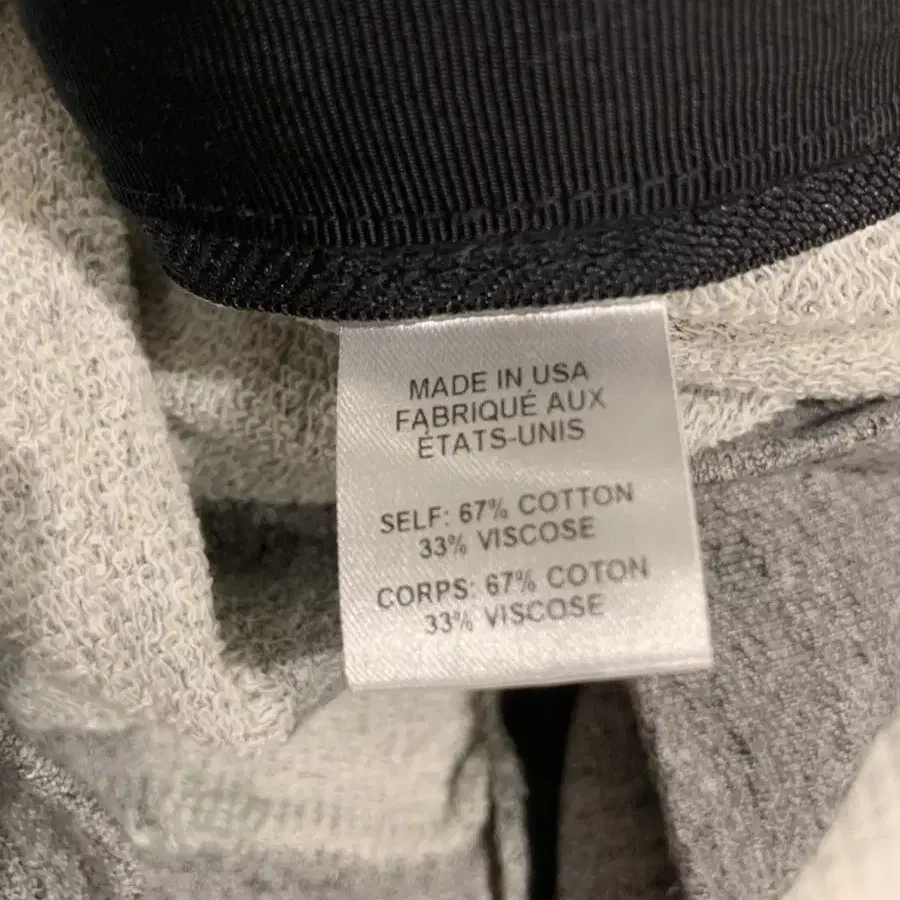 MADE IN USA
FABRIQUÉ AUX
ÉTATS-UNIS
SELF: 67% COTTON
33% VISCOSE
CORPS: 67% COTON
33% VISCOSE